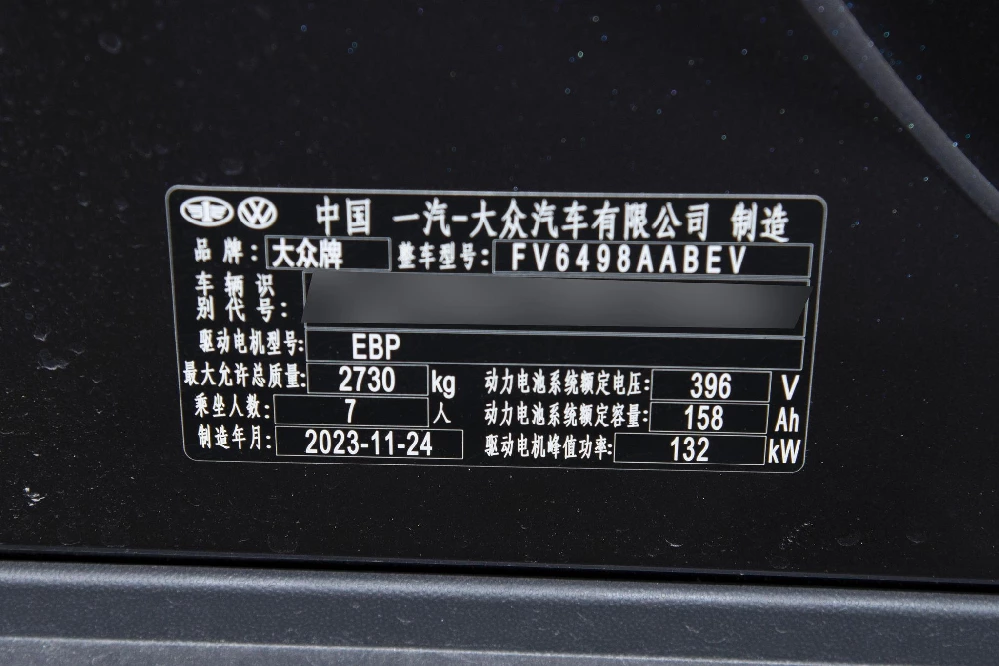 中国 一汽-大众汽车有限公司 制造
品牌: 大众牌 整车型号: FV6498AABEV
车辆识
别代号:
驱动电机型号: EBP
最大允许总质量: 2730 kg 动力电池系统额定电压: 396 V
乘坐人数: 7 人 动力电池系统额定容量: 158 Ah
制造年月: 2023-11-24 驱动电机峰值功率: 132 kW